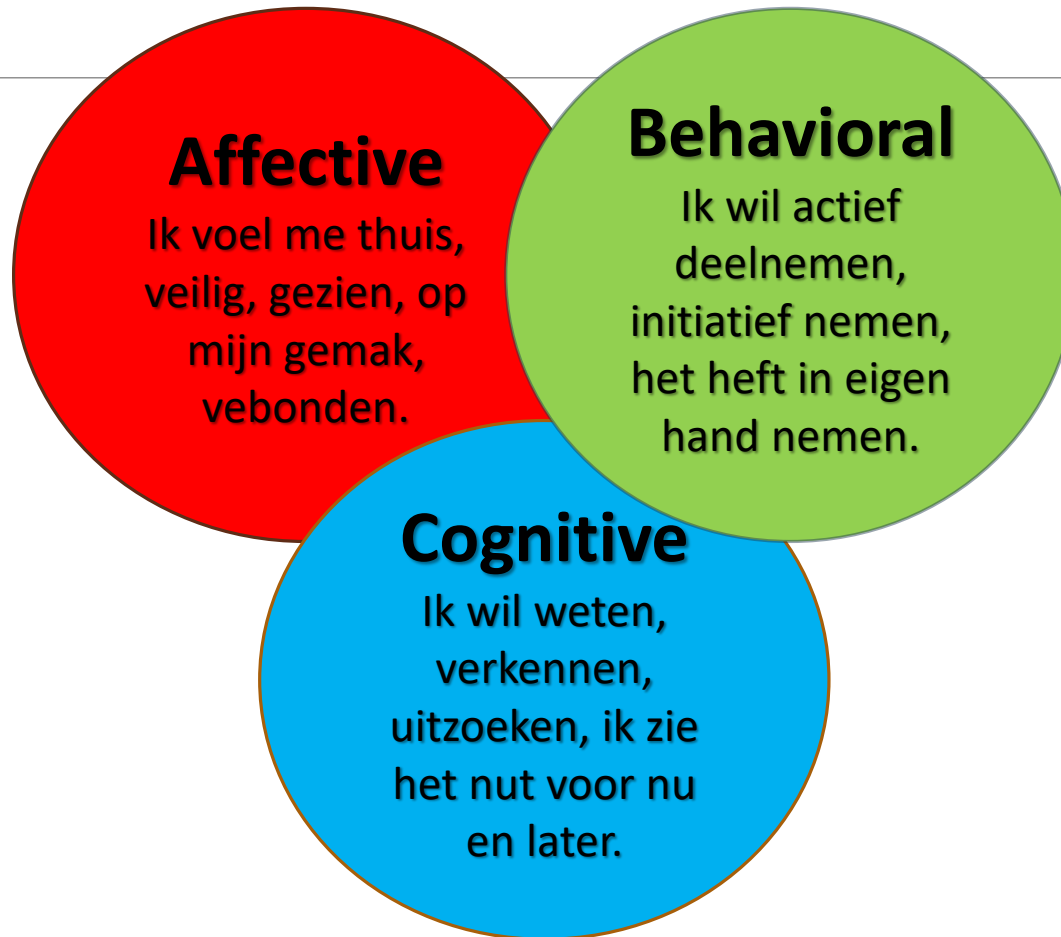 Affective
Ik voel me thuis,
veilig, gezien, op
mijn gemak,
vebonden.
Behavioral
Ik wil actief
deelnemen,
initiatief nemen,
het heft in eigen
hand nemen.
Cognitive
Ik wil weten,
verkennen,
uitzoeken, ik zie
het nut voor nu
en later.